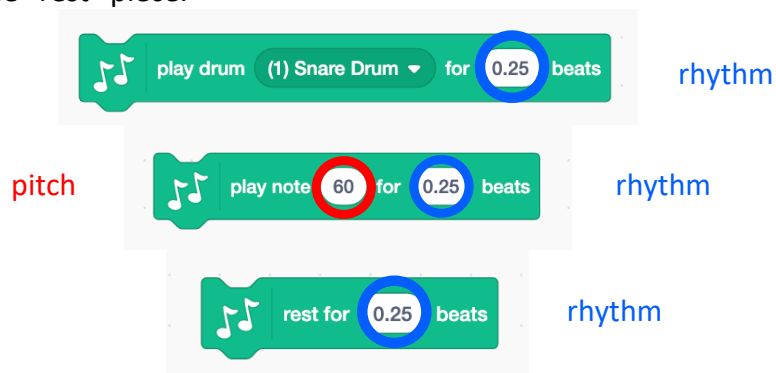 play drum (1) Snare Drum for 0.25 beats rhythm
pitch play note 60 for 0.25 beats rhythm
rest for 0.25 beats rhythm